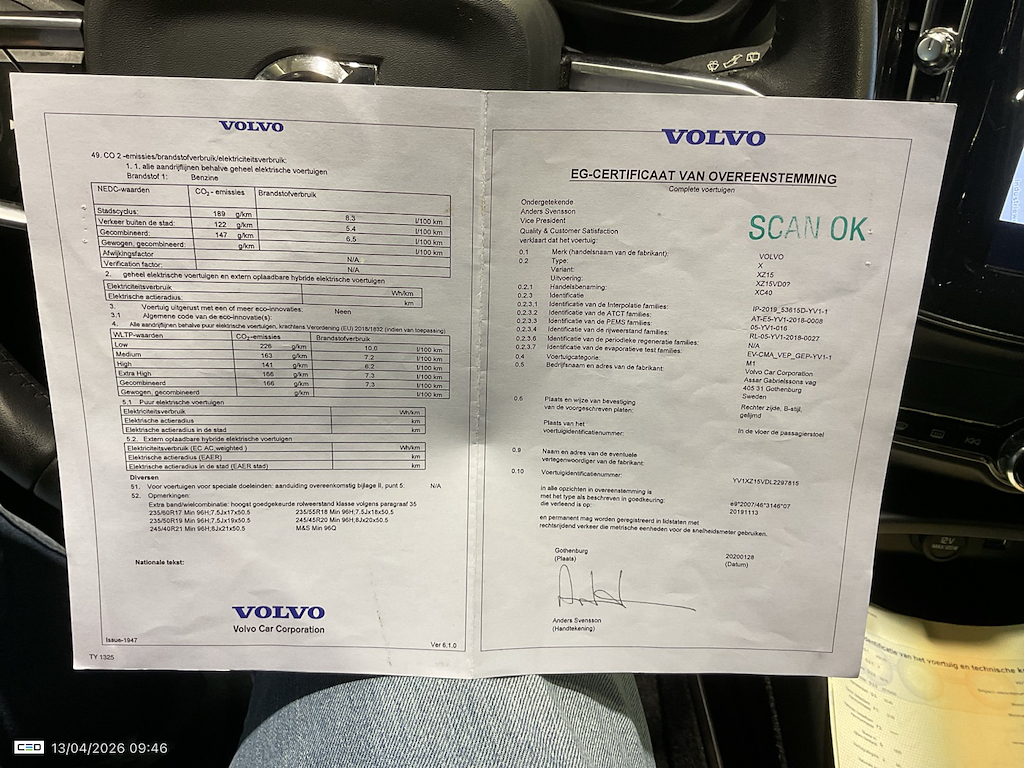 VOLVO
49. CO 2 -emissies/brandstofverbruik/elektriciteitsverbruik:
1. 1. alle aandrijflijnen behalve geheel elektrische voertuigen
Brandstof 1: Benzine
NEDC-waarden CO2 - emissies Brandstofverbruik
Stadscyclus: 189 g/km 8.3 l/100 km
Verkeer buiten de stad: 122 g/km 5.4 l/100 km
Gecombineerd: 147 g/km 6.5 l/100 km
Gewogen, gecombineerd: g/km l/100 km
Afwijkingsfactor N/A
Verification factor: N/A
2. geheel elektrische voertuigen en extern oplaadbare hybride elektrische voertuigen
Elektriciteitsverbruik Wh/km
Elektrische actieradius: km
3. Voertuig uitgerust met een of meer eco-innovaties: Neen
3.1 Algemene code van de eco-innovatie(s):
4. Alle aandrijflijnen behalve puur elektrische voertuigen, krachtens Verordening (EU) 2018/1832 (indien van toepassing)
WLTP-waarden CO2-emissies Brandstofverbruik
Low 226 g/km 10.0 l/100 km
Medium 163 g/km 7.2 l/100 km
High 141 g/km 6.2 l/100 km
Extra High 166 g/km 7.3 l/100 km
Gecombineerd 166 g/km 7.3 l/100 km
Gewogen, gecombineerd g/km l/100 km
5.1 Puur elektrische voertuigen
Elektriciteitsverbruik Wh/km
Elektrische actieradius km
Elektrische actieradius in de stad km
5.2. Extern oplaadbare hybride elektrische voertuigen
Elektriciteitsverbruik (EC AC,weighted ) Wh/km
Elektrische actieradius (EAER) km
Elektrische actieradius in de stad (EAER stad) km
Diversen
51. Voor voertuigen voor speciale doeleinden: aanduiding overeenkomstig bijlage II, punt 5: N/A
52. Opmerkingen:
Extra band/wielcombinatie: hoogst goedgekeurde rolweerstand klasse volgens paragraaf 35
235/60R17 Min 96H;7.5Jx17x50.5 235/55R18 Min 96H;7.5Jx18x50.5
235/50R19 Min 96H;7.5Jx19x50.5 245/45R20 Min 96H;8Jx20x50.5
245/40R21 Min 96H;8Jx21x50.5 M&S Min 96Q
Nationale tekst:
VOLVO
Volvo Car Corporation
Issue-1947 Ver 6.1.0
TY 1325
VOLVO
EG-CERTIFICAAT VAN OVEREENSTEMMING
Complete voertuigen
Ondergetekende
Anders Svensson
Vice President
Quality & Customer Satisfaction
verklaart dat het voertuig:
SCAN OK
0.1 Merk (handelsnaam van de fabrikant): VOLVO
0.2 Type: X
Variant: XZ15
Uitvoering: XZ15VD0?
0.2.1 Handelsbenaming: XC40
0.2.3 Identificatie
0.2.3.1 Identificatie van de Interpolatie families: IP-2019_53615D-YV1-1
0.2.3.2 Identificatie van de ATCT families: AT-E5-YV1-2018-0008
0.2.3.3 Identificatie van de PEMS families: 05-YV1-016
0.2.3.4 Identificatie van de rijweerstand families: RL-05-YV1-2018-0027
0.2.3.6 Identificatie van de periodieke regeneratie families: N/A
0.2.3.7 Identificatie van de evaporative test families: EV-CMA_VEP_GEP-YV1-1
0.4 Voertuigcategorie: M1
0.5 Bedrijfsnaam en adres van de fabrikant: Volvo Car Corporation
Assar Gabrielssons vag
405 31 Gothenburg
Sweden
0.6 Plaats en wijze van bevestiging van de voorgeschreven platen: Rechter zijde, B-stijl, gelijmd
Plaats van het voertuigidentificatienummer: In de vloer de passagierstoel
0.9 Naam en adres van de eventuele vertegenwoordiger van de fabrikant:
0.10 Voertuigidentificatienummer: YV1XZ15VDL2297815
in alle opzichten in overeenstemming is
met het type als beschreven in goedkeuring: e9*2007/46*3146*07
die verleend is op: 20191113
en permanent mag worden geregistreerd in lidstaten met
rechtsrijdend verkeer die metrische eenheden voor de snelheidsmeter gebruiken.
Gothenburg 20200128
(Plaats) (Datum)
Anders Svensson
(Handtekening)
12V
CEO 13/04/2026 09:46